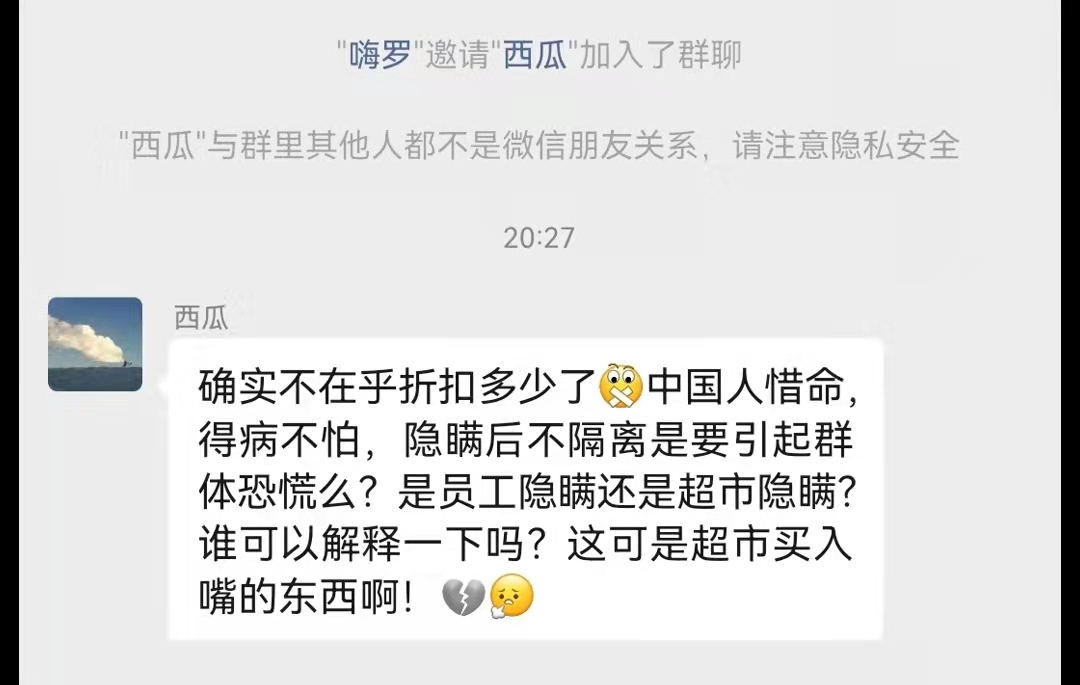 "嗨罗"邀请"西瓜"加入了群聊
"西瓜"与群里其他人都不是微信朋友关系，请注意隐私安全
20:27
西瓜
确实不在乎折扣多少了🤐中国人惜命，
得病不怕，隐瞒后不隔离是要引起群
体恐慌么？是员工隐瞒还是超市隐瞒？
谁可以解释一下吗？这可是超市买入
嘴的东西啊！💔😮‍💨